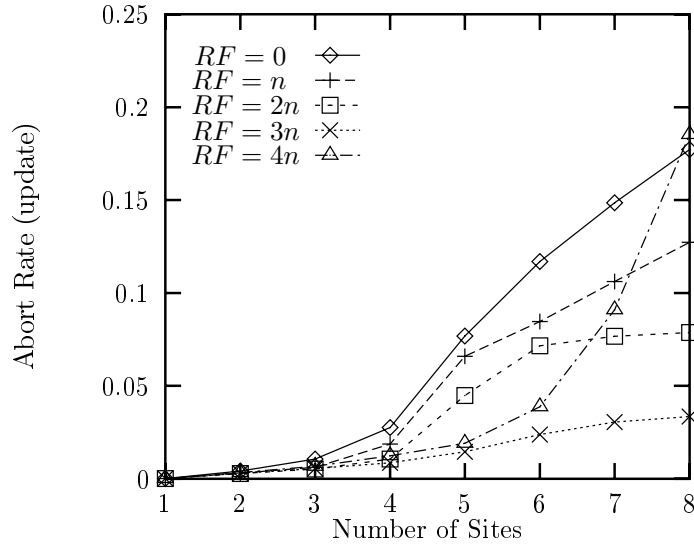 0.25
RF = 0
RF = n
0.2
RF = 2n
RF = 3n
RF = 4n
0.15
Abort Rate (update)
0.1
0.05
0
1 2 3 4 5 6 7 8
Number of Sites